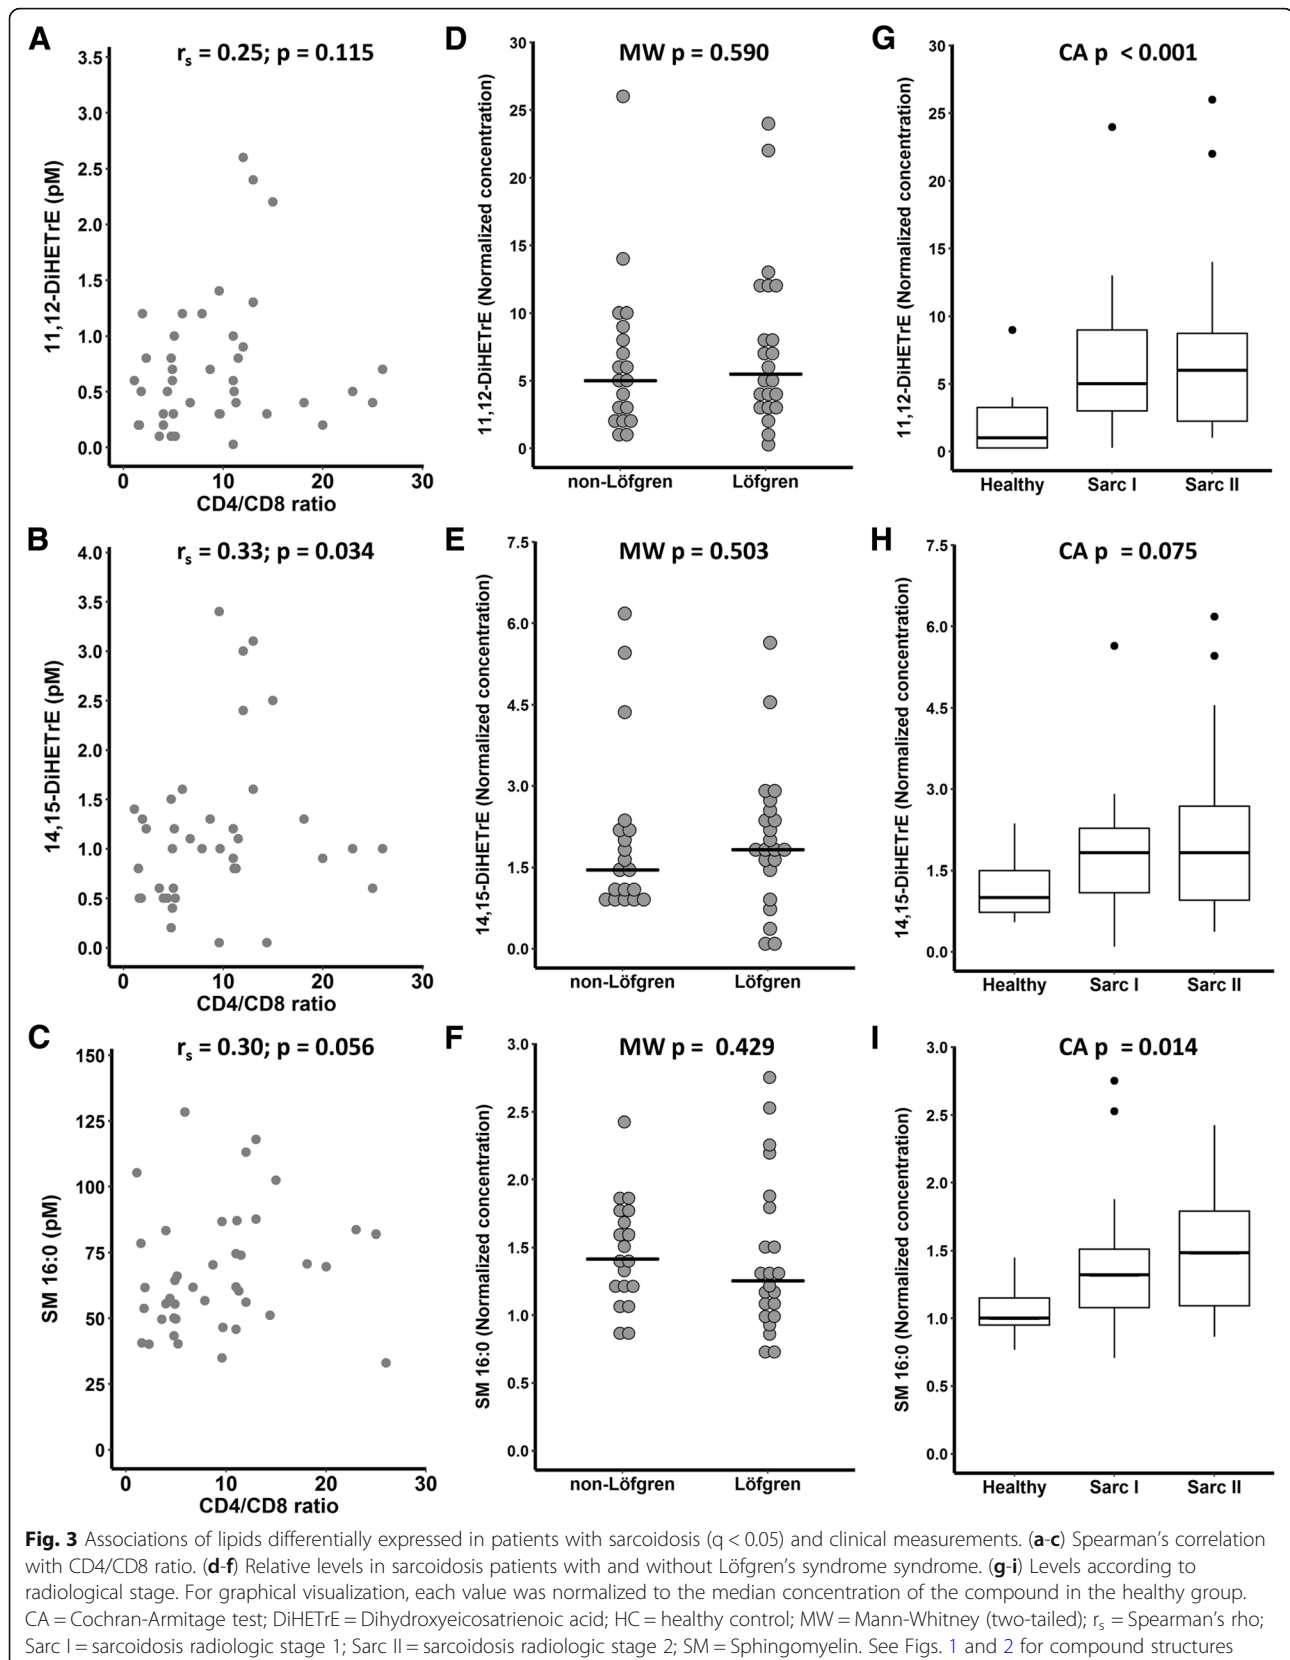 A
r_s = 0.25; p = 0.115
11,12-DiHETrE (pM)
3.5
3.0
2.5
2.0
1.5
1.0
0.5
0.0
0 10 20 30
CD4/CD8 ratio
D
MW p = 0.590
11,12-DiHETrE (Normalized concentration)
30
25
20
15
10
5
0
non-Löfgren Löfgren
G
CA p < 0.001
11,12-DiHETrE (Normalized concentration)
30
25
20
15
10
5
0
Healthy Sarc I Sarc II
B
r_s = 0.33; p = 0.034
14,15-DiHETrE (pM)
4.0
3.5
3.0
2.5
2.0
1.5
1.0
0.5
0.0
0 10 20 30
CD4/CD8 ratio
E
MW p = 0.503
14,15-DiHETrE (Normalized concentration)
7.5
6.0
4.5
3.0
1.5
0.0
non-Löfgren Löfgren
H
CA p = 0.075
14,15-DiHETrE (Normalized concentration)
7.5
6.0
4.5
3.0
1.5
0.0
Healthy Sarc I Sarc II
C
r_s = 0.30; p = 0.056
SM 16:0 (pM)
150
125
100
75
50
25
0
0 10 20 30
CD4/CD8 ratio
F
MW p = 0.429
SM 16:0 (Normalized concentration)
3.0
2.5
2.0
1.5
1.0
0.5
0.0
non-Löfgren Löfgren
I
CA p = 0.014
SM 16:0 (Normalized concentration)
3.0
2.5
2.0
1.5
1.0
0.5
0.0
Healthy Sarc I Sarc II
Fig. 3 Associations of lipids differentially expressed in patients with sarcoidosis (q < 0.05) and clinical measurements. (a-c) Spearman's correlation
with CD4/CD8 ratio. (d-f) Relative levels in sarcoidosis patients with and without Löfgren's syndrome syndrome. (g-i) Levels according to
radiological stage. For graphical visualization, each value was normalized to the median concentration of the compound in the healthy group.
CA = Cochran-Armitage test; DiHETrE = Dihydroxyeicosatrienoic acid; HC = healthy control; MW = Mann-Whitney (two-tailed); r_s = Spearman's rho;
Sarc I = sarcoidosis radiologic stage 1; Sarc II = sarcoidosis radiologic stage 2; SM = Sphingomyelin. See Figs. 1 and 2 for compound structures